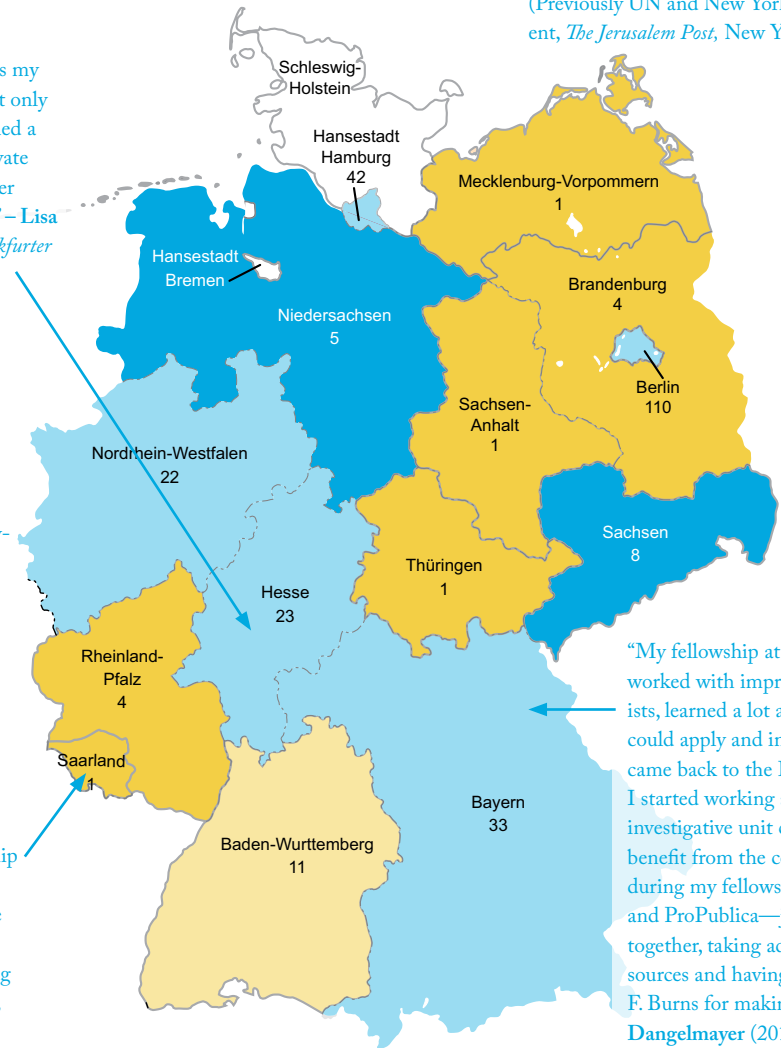 (Previously UN and New York
ent, The Jerusalem Post, New Y
s my
t only
ed a
vate
er
– Lisa
kfurter
Schleswig-
Holstein
Hansestadt
Hamburg
42
Mecklenburg-Vorpommern
1
Hansestadt
Bremen
Niedersachsen
5
Brandenburg
4
Berlin
110
Sachsen-
Anhalt
1
Nordrhein-Westfalen
22
Sachsen
8
Thüringen
1
Hesse
23
Rheinland-
Pfalz
4
Saarland
1
Bayern
33
Baden-Wurttemberg
11
ip
g
“My fellowship at
worked with impr
ists, learned a lot a
could apply and in
came back to the
I started working
investigative unit
benefit from the c
during my fellows
and ProPublica—
together, taking ad
sources and having
F. Burns for makin
Dangelmayer (201